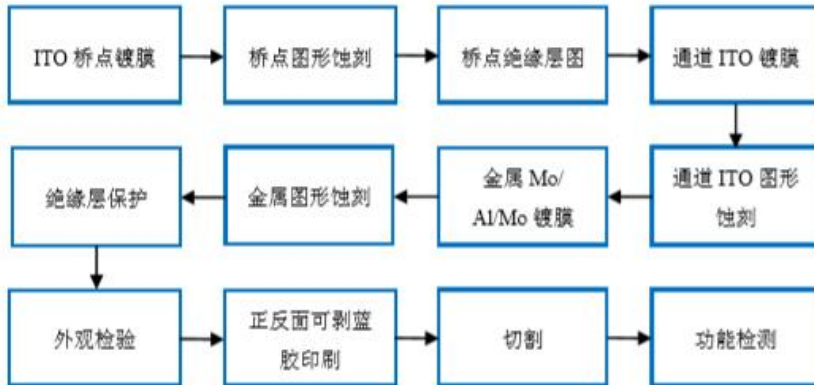 ITO 桥点镀膜
桥点图形蚀刻
桥点绝缘层图
通道 ITO 镀膜
通道 ITO 图形
蚀刻
金属 Mo/
Al/Mo 镀膜
金属图形蚀刻
绝缘层保护
外观检验
正反面可剥蓝
胶印刷
切割
功能检测